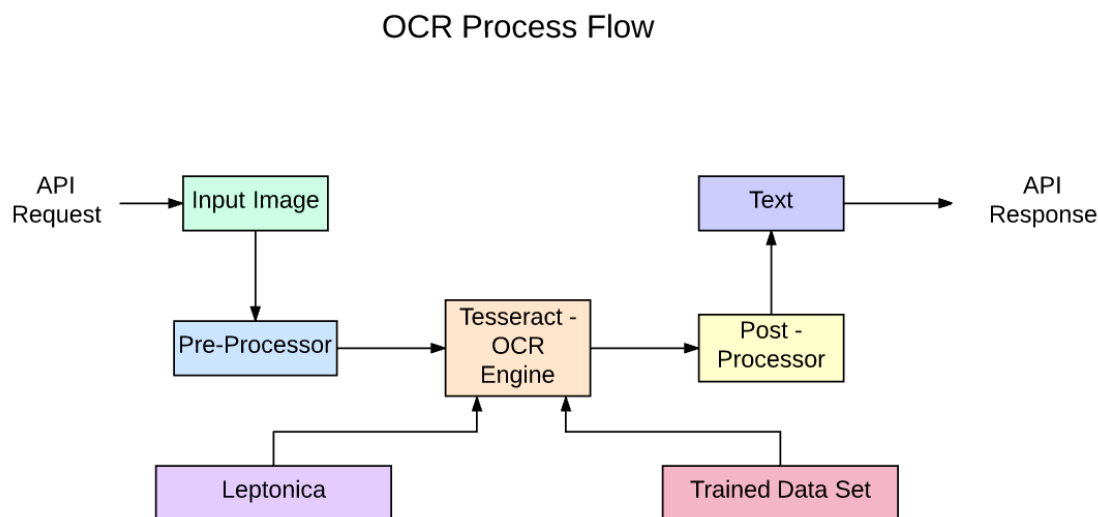 OCR Process Flow
API
Request
Input Image
Text
API
Response
Pre-Processor
Tesseract -
OCR
Engine
Post -
Processor
Leptonica
Trained Data Set